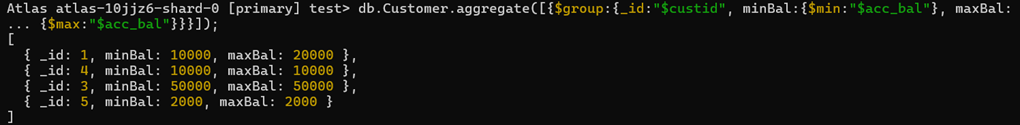 Atlas atlas-10jjz6-shard-0 [primary] test> db.Customer.aggregate([{$group:{_id:"$custid", minBal:{$min:"$acc_bal"}, maxBal:
... {$max:"$acc_bal"}}}]);
[
  { _id: 1, minBal: 10000, maxBal: 20000 },
  { _id: 4, minBal: 10000, maxBal: 10000 },
  { _id: 3, minBal: 50000, maxBal: 50000 },
  { _id: 5, minBal: 2000, maxBal: 2000 }
]